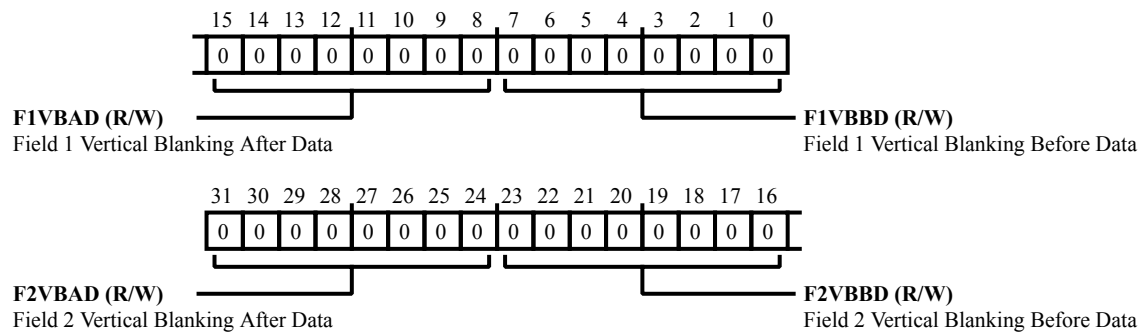 15 14 13 12 11 10 9 8 7 6 5 4 3 2 1 0
0 0 0 0 0 0 0 0 0 0 0 0 0 0 0 0
F1VBAD (R/W) F1VBBD (R/W)
Field 1 Vertical Blanking After Data Field 1 Vertical Blanking Before Data
31 30 29 28 27 26 25 24 23 22 21 20 19 18 17 16
0 0 0 0 0 0 0 0 0 0 0 0 0 0 0 0
F2VBAD (R/W) F2VBBD (R/W)
Field 2 Vertical Blanking After Data Field 2 Vertical Blanking Before Data